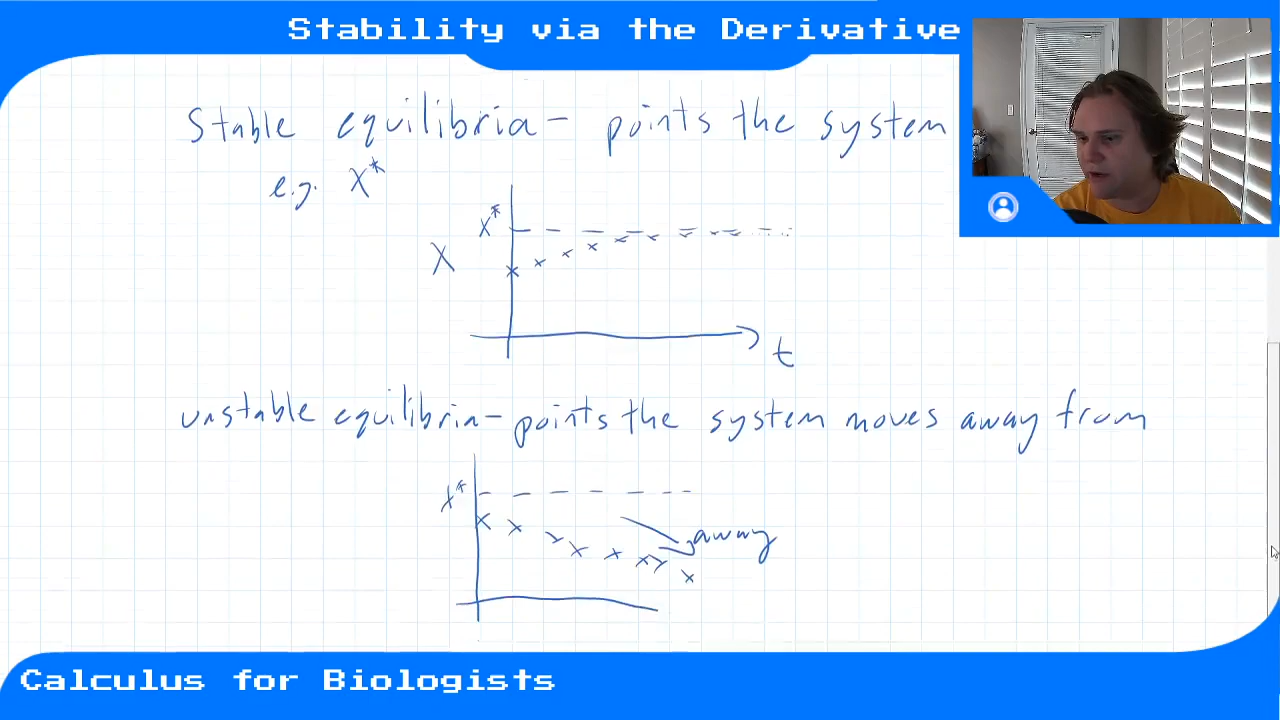 Stability via the Derivative
Stable equilibria- points the system
e.g. X*
X*
X
t
unstable equilibria- points the system moves away from
X*
away
Calculus for Biologists